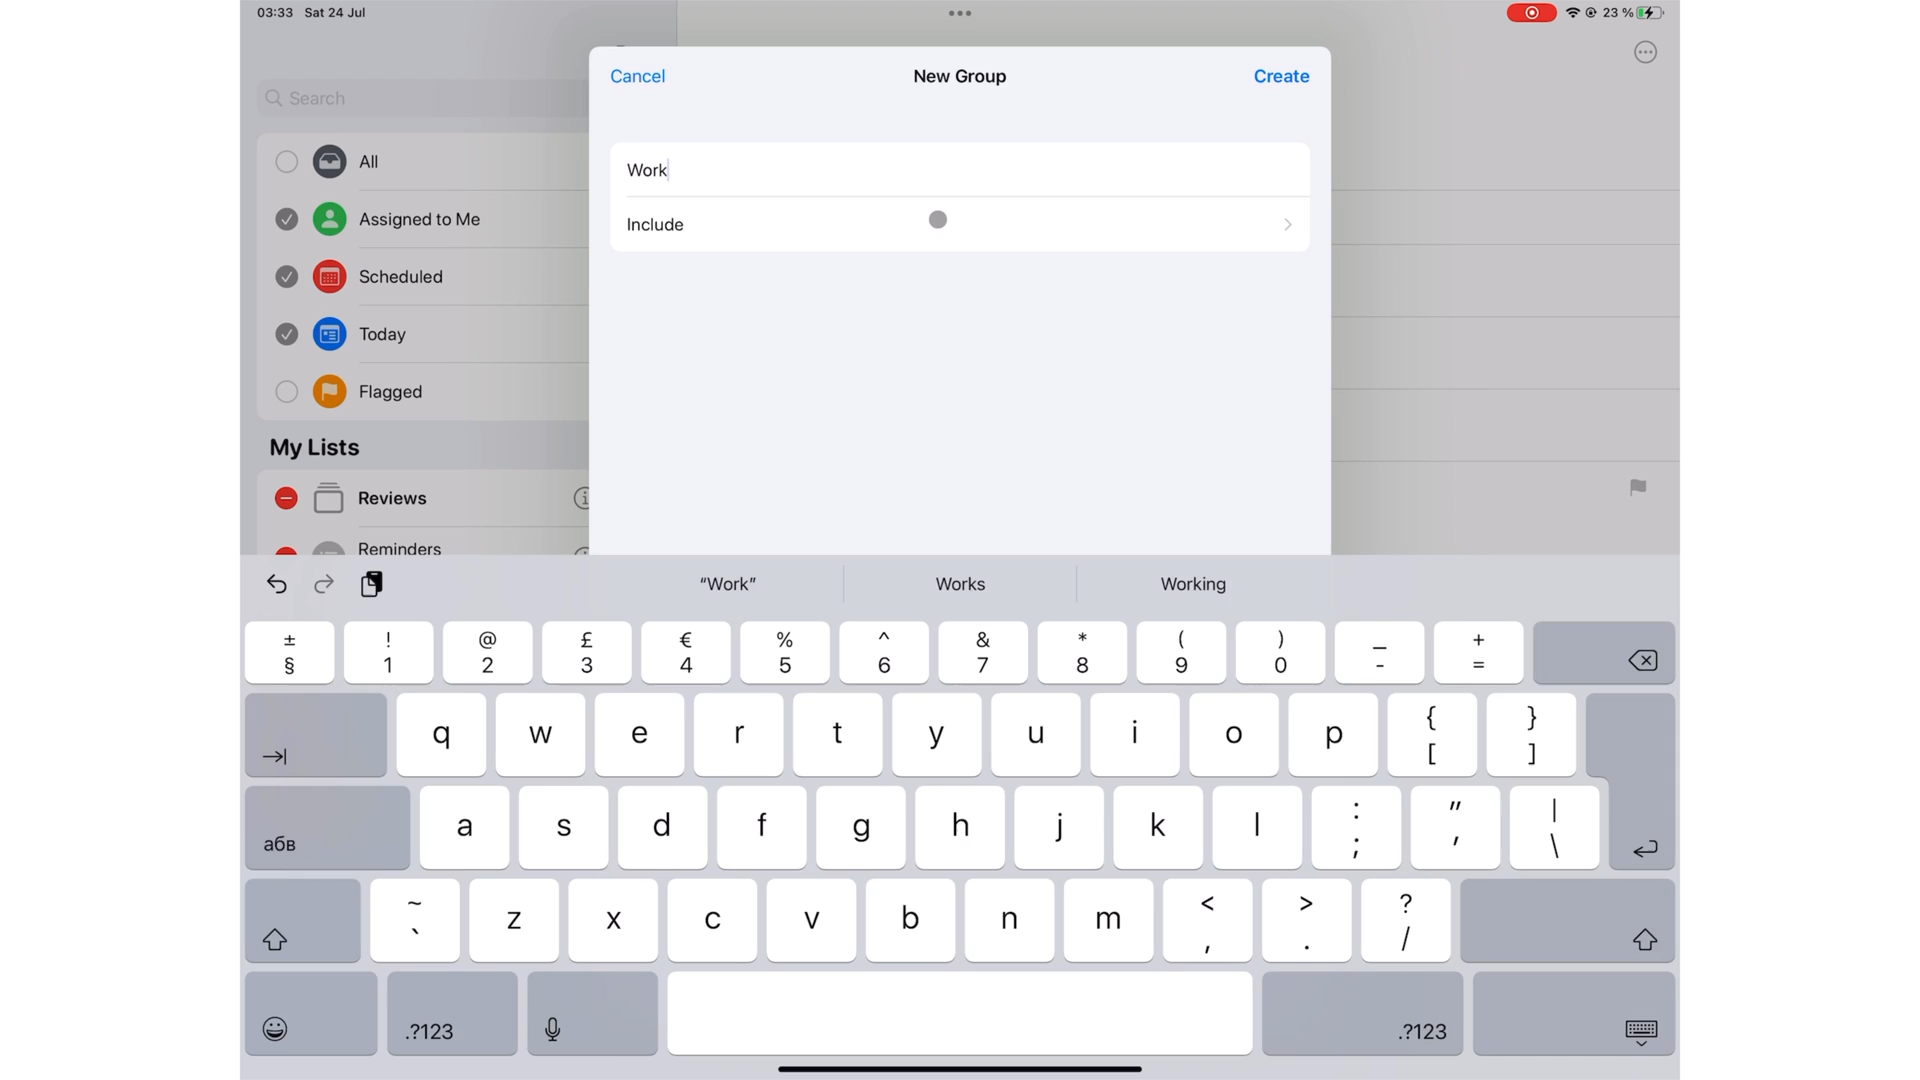 03:33 Sat 24 Jul
23 %
Cancel
New Group
Create
Search
Work
Include
All
Assigned to Me
Scheduled
Today
Flagged
My Lists
Reviews
Reminders
“Work”
Works
Working
± ! @ £ € % ^ & * ( ) _ +
§ 1 2 3 4 5 6 7 8 9 0 - =
q w e r t y u i o p { }
[ ]
абв a s d f g h j k l : " |
; ' \
~ z x c v b n m < > ?
` , . /
.?123 .?123